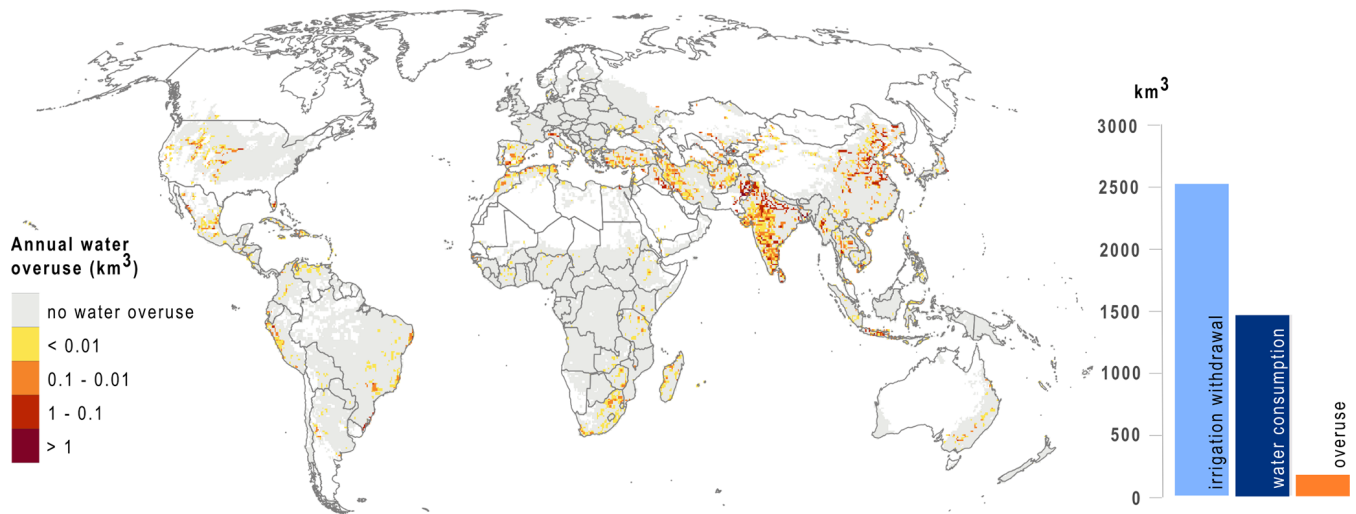 Annual water
overuse (km³)
no water overuse
< 0.01
0.1 - 0.01
1 - 0.1
> 1
km³
3000
2500
2000
1500
1000
500
0
irrigation withdrawal
water consumption
overuse